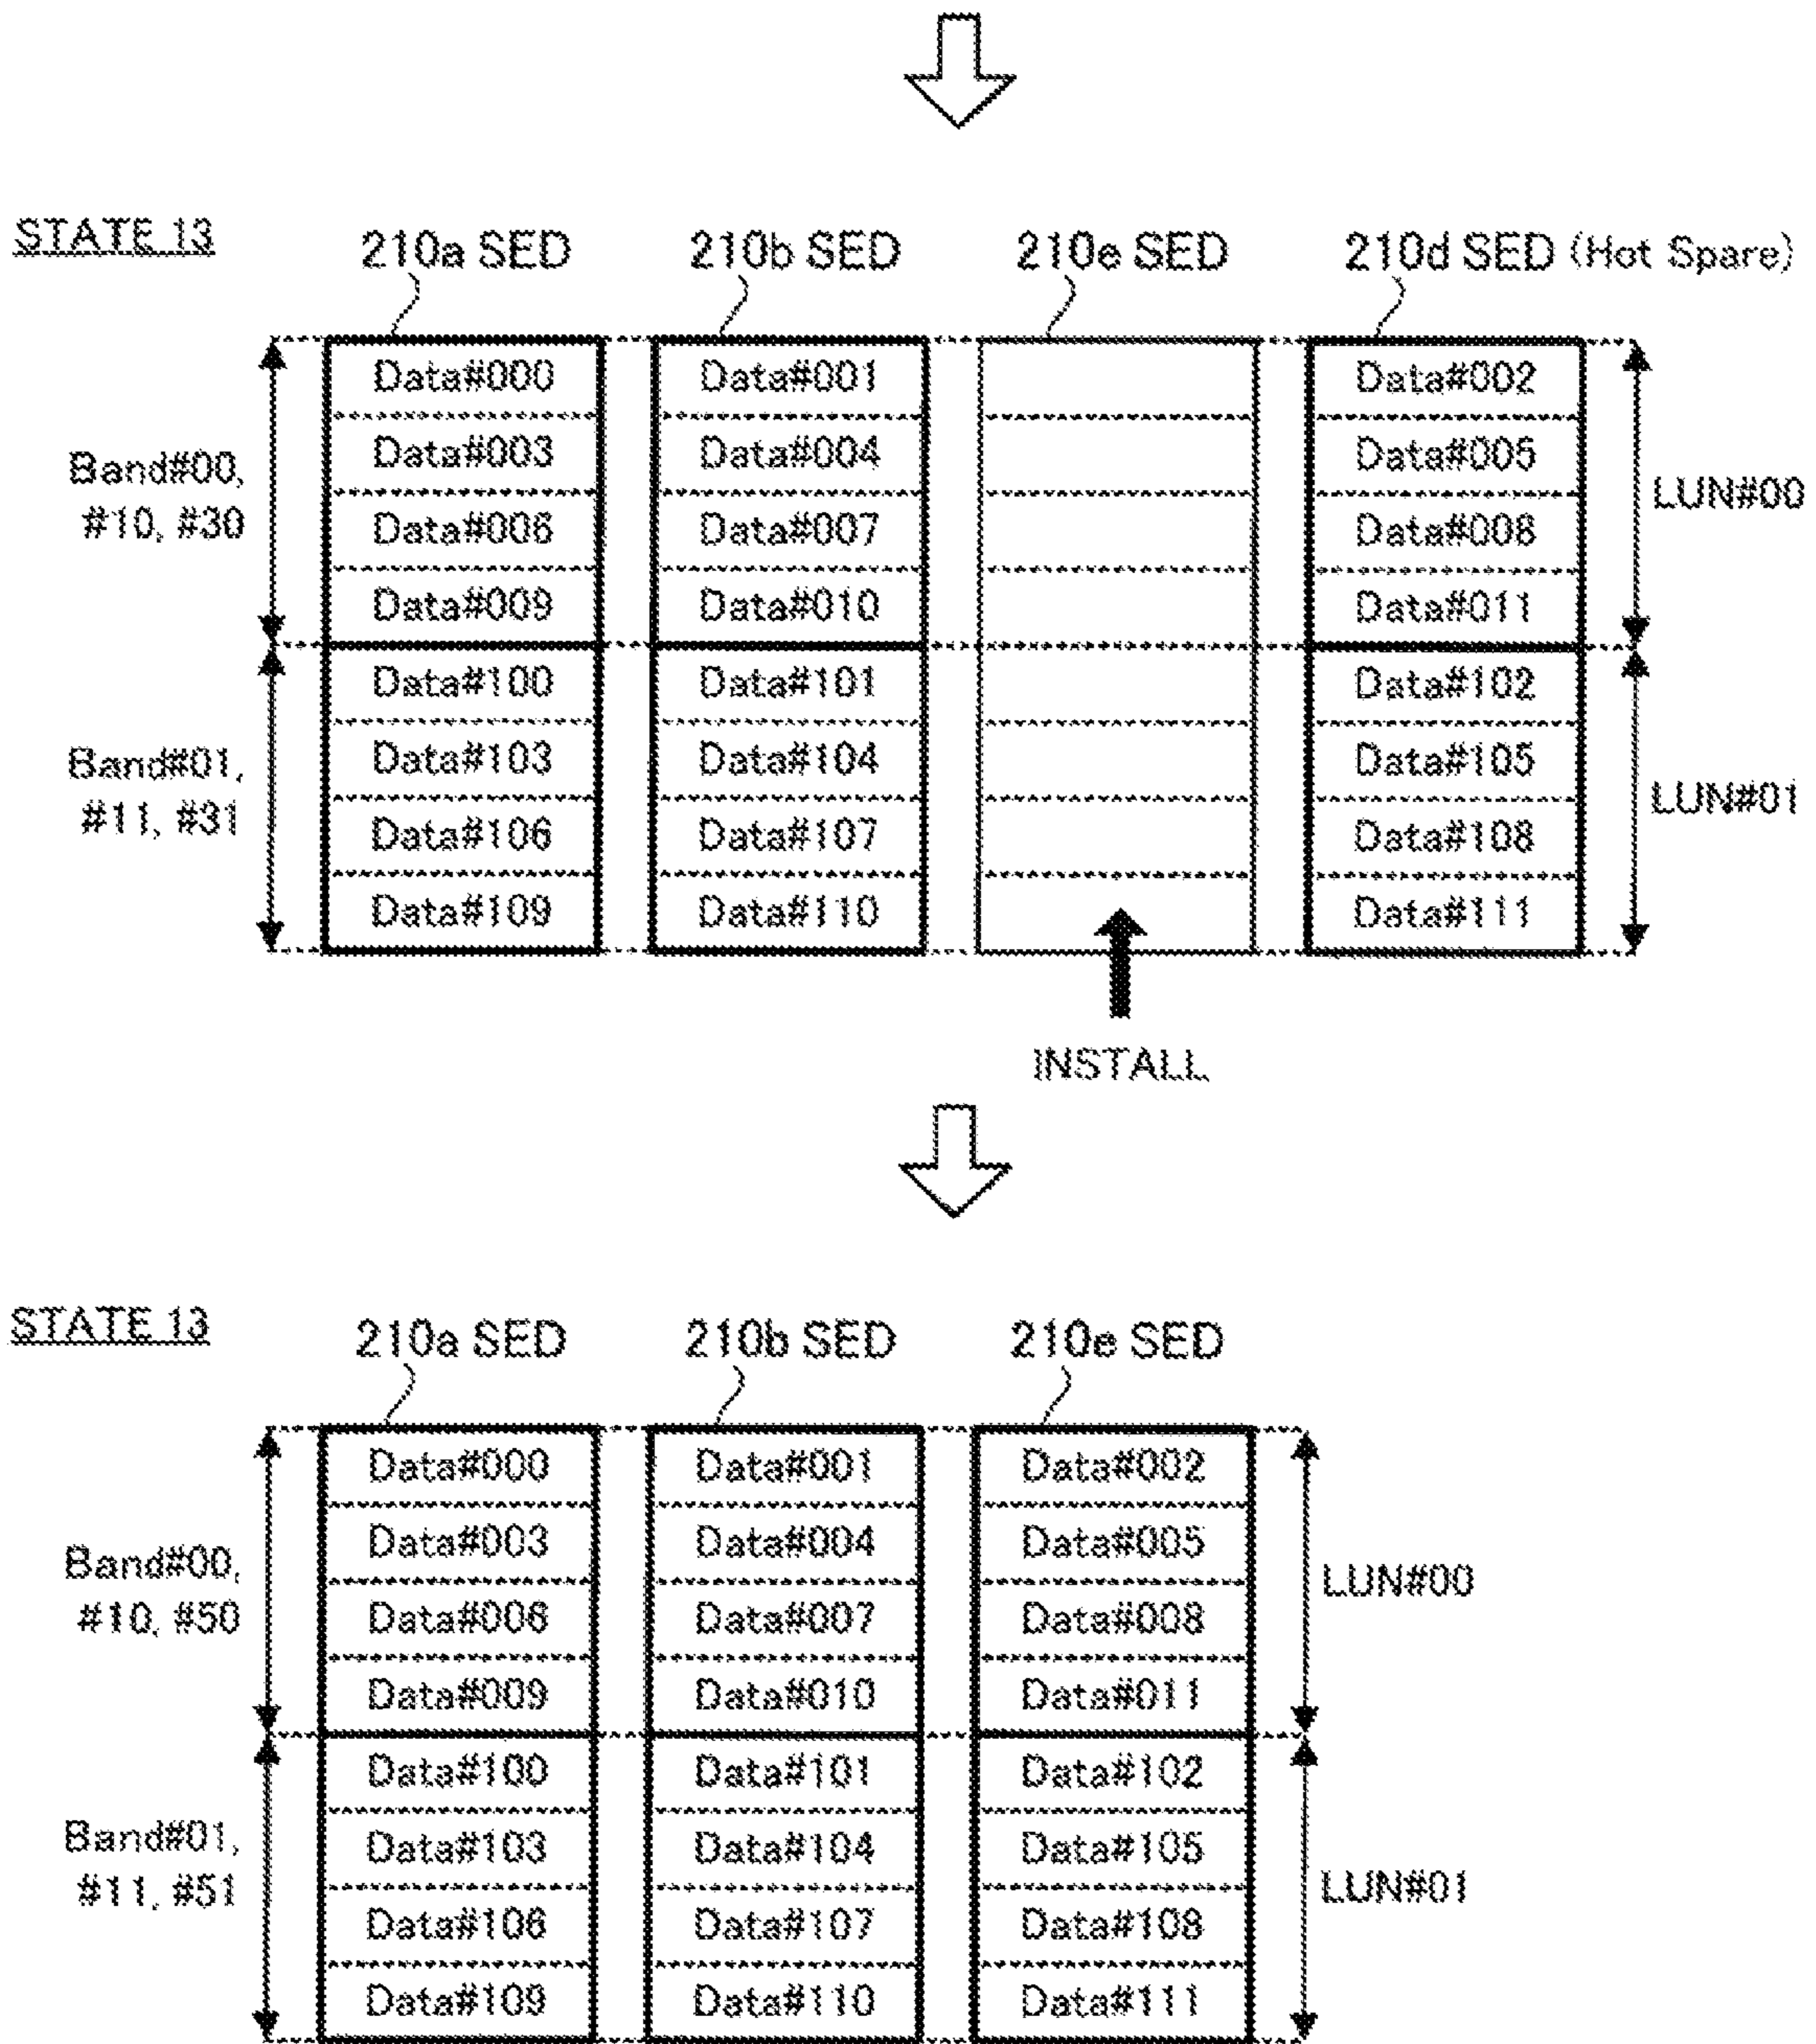 STATE 13
210a SED
210b SED
210e SED
210d SED (Hot Spare)
Data#000
Data#001
Data#002
Data#003
Data#004
Data#005
Band#00,
#10, #30
LUN#00
Data#006
Data#007
Data#008
Data#009
Data#010
Data#011
Data#100
Data#101
Data#102
Data#103
Data#104
Data#105
Band#01,
#11, #31
LUN#01
Data#106
Data#107
Data#108
Data#109
Data#110
Data#111
INSTALL
STATE 13
210a SED
210b SED
210e SED
Data#000
Data#001
Data#002
Data#003
Data#004
Data#005
Band#00,
#10, #50
LUN#00
Data#006
Data#007
Data#008
Data#009
Data#010
Data#011
Data#100
Data#101
Data#102
Data#103
Data#104
Data#105
Band#01,
#11, #51
LUN#01
Data#106
Data#107
Data#108
Data#109
Data#110
Data#111